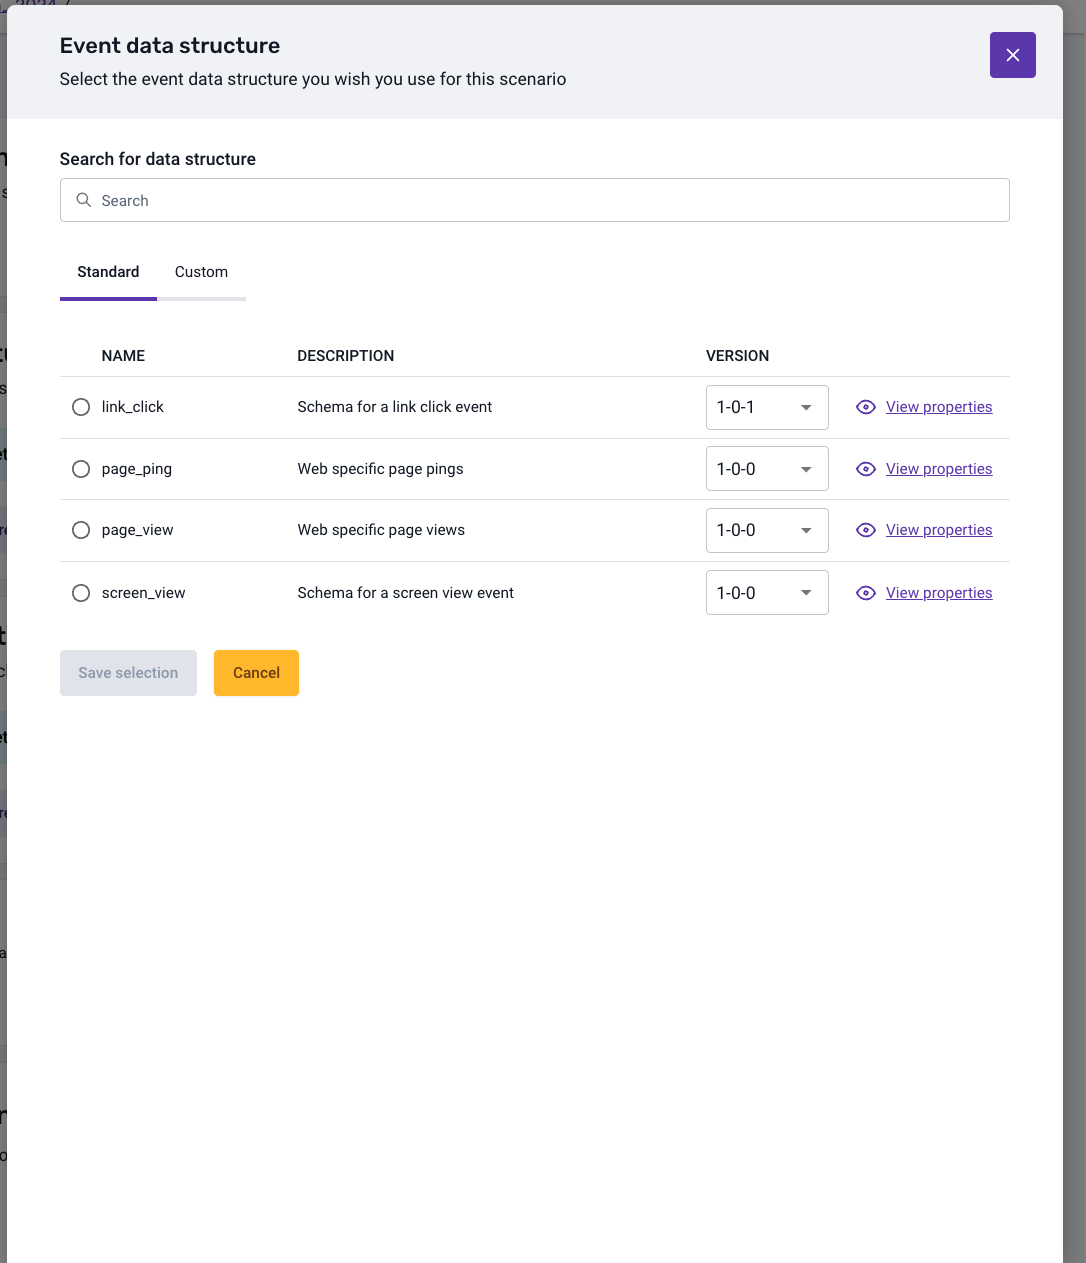 Event data structure
Select the event data structure you wish you use for this scenario
Search for data structure
Search
Standard Custom
NAME DESCRIPTION VERSION
link_click Schema for a link click event 1-0-1 View properties
page_ping Web specific page pings 1-0-0 View properties
page_view Web specific page views 1-0-0 View properties
screen_view Schema for a screen view event 1-0-0 View properties
Save selection Cancel